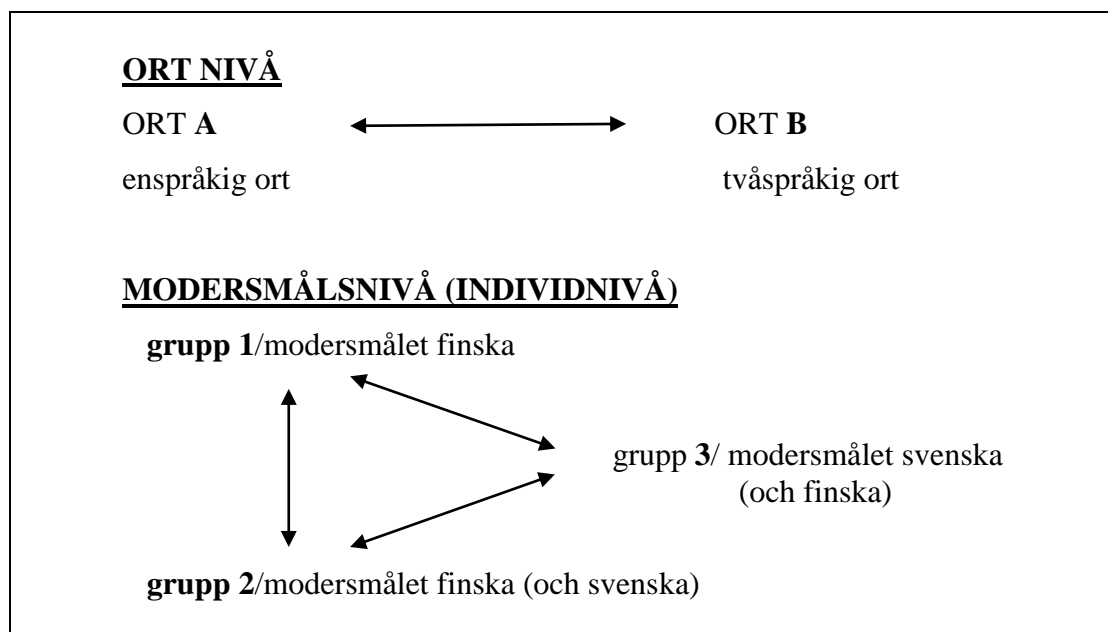 ORT NIVÅ
ORT A ORT B
enspråkig ort tvåspråkig ort
MODERSMÅLSNIVÅ (INDIVIDNIVÅ)
grupp 1/modersmålet finska
grupp 3/ modersmålet svenska
(och finska)
grupp 2/modersmålet finska (och svenska)